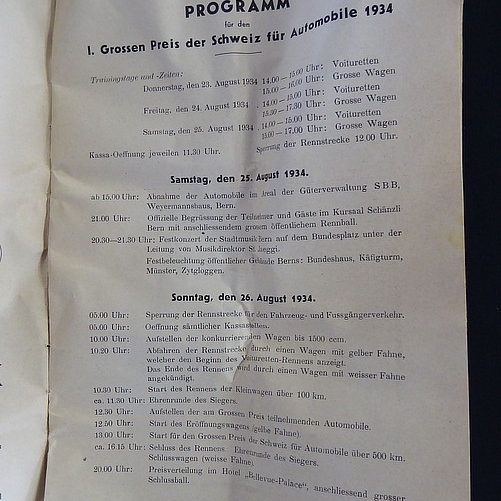 PROGRAMM
für den
I. Grossen Preis der Schweiz für Automobile 1934
Trainingstage und -Zeiten:
Donnerstag, den 23. August 1934 14.00—15.00 Uhr: Voituretten
15.00—16.00 Uhr: Grosse Wagen
Freitag, den 24. August 1934 14.00—15.00 Uhr: Voituretten
15.30—17.30 Uhr: Grosse Wagen
Samstag, den 25. August 1934 14.00—15.00 Uhr: Voituretten
15.00—17.00 Uhr: Grosse Wagen
Kassa-Oeffnung jeweilen 11.30 Uhr. Sperrung der Rennstrecke 12.00 Uhr.
Samstag, den 25. August 1934.
ab 15.00 Uhr: Abnahme der Automobile im Areal der Güterverwaltung SBB,
Weyermannshaus, Bern.
21.00 Uhr: Offizielle Begrüssung der Teilnehmer und Gäste im Kursaal Schänzli
Bern mit anschliessendem grossem öffentlichem Rennball.
20.30—21.30 Uhr: Festkonzert der Stadtmusik Bern auf dem Bundesplatz unter der
Leitung von Musikdirektor
Festbeleuchtung öffentlicher Gebäude Berns: Bundeshaus, Käfigturm,
Münster, Zytgloggen.
Sonntag, den 26. August 1934.
05.00 Uhr: Sperrung der Rennstrecke für den Fahrzeug- und Fussgängerverkehr.
05.00 Uhr: Oeffnung sämtlicher Kassastellen.
10.00 Uhr: Aufstellen der konkurrierenden Wagen bis 1500 ccm.
10.20 Uhr: Abfahren der Rennstrecke durch einen Wagen mit gelber Fahne,
welcher den Beginn des Voituretten-Rennens anzeigt.
Das Ende des Rennens wird durch einen Wagen mit weisser Fahne
angekündigt.
10.30 Uhr: Start des Rennens der Kleinwagen über 100 km.
ca. 11.30 Uhr: Ehrenrunde des Siegers.
12.30 Uhr: Aufstellen der am Grossen Preis teilnehmenden Automobile.
12.50 Uhr: Start des Eröffnungswagens (gelbe Fahne).
13.00 Uhr: Start für den Grossen Preis der Schweiz für Automobile über 500 km.
ca. 16.15 Uhr: Schluss des Rennens Ehrenrunde des Siegers.
Schlusswagen (weisse Fahne).
20.00 Uhr: Preisverteilung im Hotel „Bellevue-Palace“, anschliessend grosser
Schlussball.